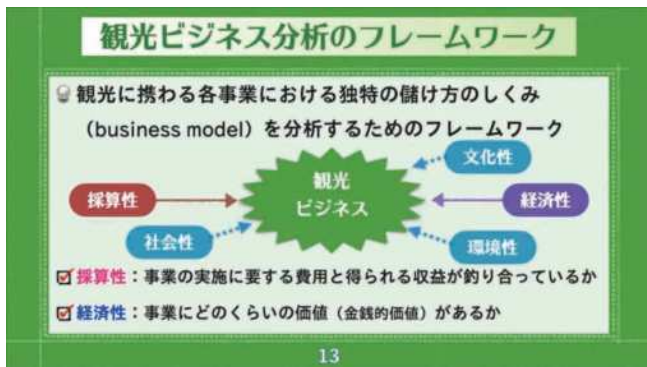 観光ビジネス分析のフレームワーク
観光に携わる各事業における独特の儲け方のしくみ
（business model）を分析するためのフレームワーク
文化性
観光
ビジネス
採算性
経済性
社会性
環境性
採算性：事業の実施に要する費用と得られる収益が釣り合っているか
経済性：事業にどのくらいの価値（金銭的価値）があるか
13